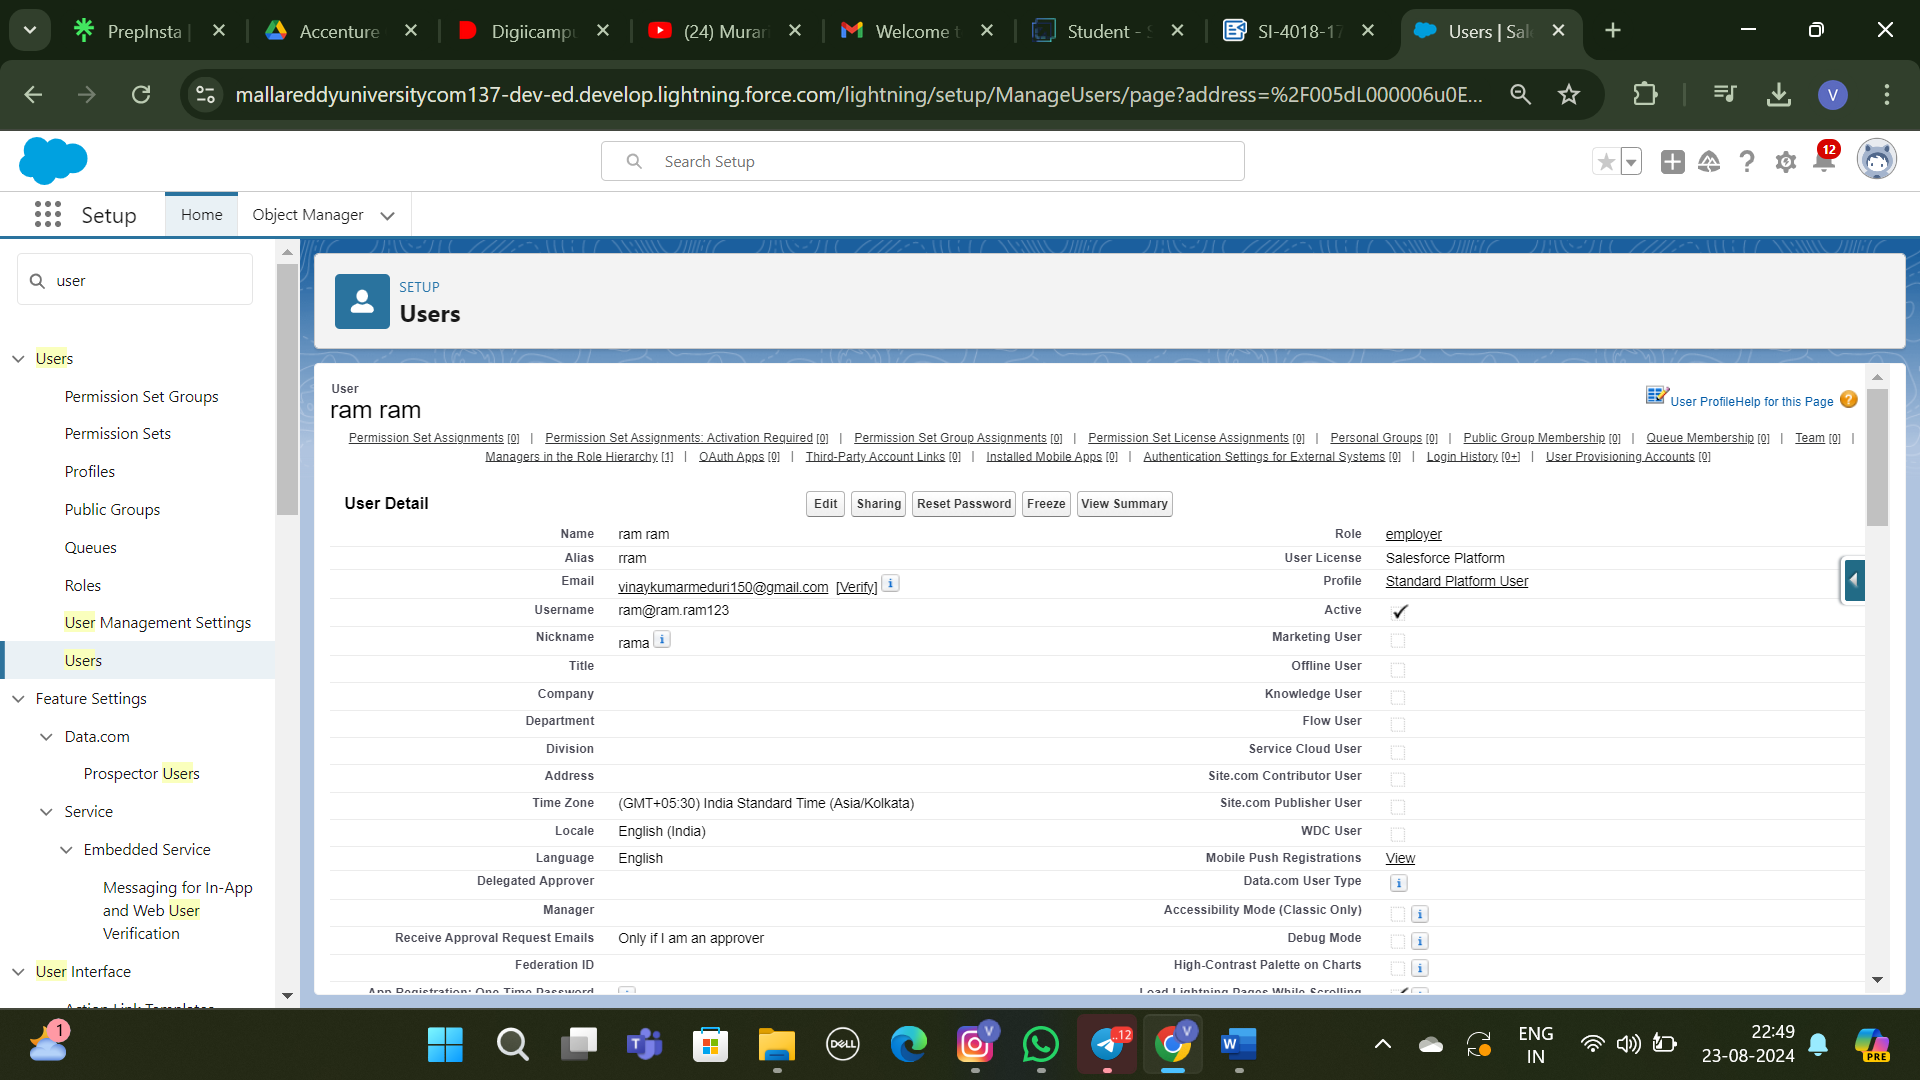 PrepInsta |
Accenture
Digiicampu
(24) Murar
Welcome t
Student - S
SI-4018-17
Users | Sal
mallareddyuniversitycom137-dev-ed.develop.lightning.force.com/lightning/setup/ManageUsers/page?address=%2F005dL000006u0E...
V
Search Setup
12
Setup
Home
Object Manager
user
SETUP
Users
Users
Permission Set Groups
Permission Sets
Profiles
Public Groups
Queues
Roles
User Management Settings
Users
Feature Settings
Data.com
Prospector Users
Service
Embedded Service
Messaging for In-App
and Web User
Verification
User Interface
Action Link Templates
User
ram ram
User Profile Help for this Page
Permission Set Assignments [0] | Permission Set Assignments: Activation Required [0] | Permission Set Group Assignments [0] | Permission Set License Assignments [0] | Personal Groups [0] | Public Group Membership [0] | Queue Membership [0] | Team [0] |
Managers in the Role Hierarchy [1] | OAuth Apps [0] | Third-Party Account Links [0] | Installed Mobile Apps [0] | Authentication Settings for External Systems [0] | Login History [0+] | User Provisioning Accounts [0]
User Detail
Edit Sharing Reset Password Freeze View Summary
Name ram ram Role employer
Alias rram User License Salesforce Platform
Email vinaykumarmeduri150@gmail.com [Verify] i Profile Standard Platform User
Username ram@ram.ram123 Active
Nickname rama i Marketing User
Title Offline User
Company Knowledge User
Department Flow User
Division Service Cloud User
Address Site.com Contributor User
Time Zone (GMT+05:30) India Standard Time (Asia/Kolkata) Site.com Publisher User
Locale English (India) WDC User
Language English Mobile Push Registrations View
Delegated Approver Data.com User Type i
Manager Accessibility Mode (Classic Only) i
Receive Approval Request Emails Only if I am an approver Debug Mode i
Federation ID High-Contrast Palette on Charts i
App Registration: One-Time Password Load Lightning Pages While Scrolling
1
DELL
V
..12
V
ENG
IN
22:49
23-08-2024
PRE